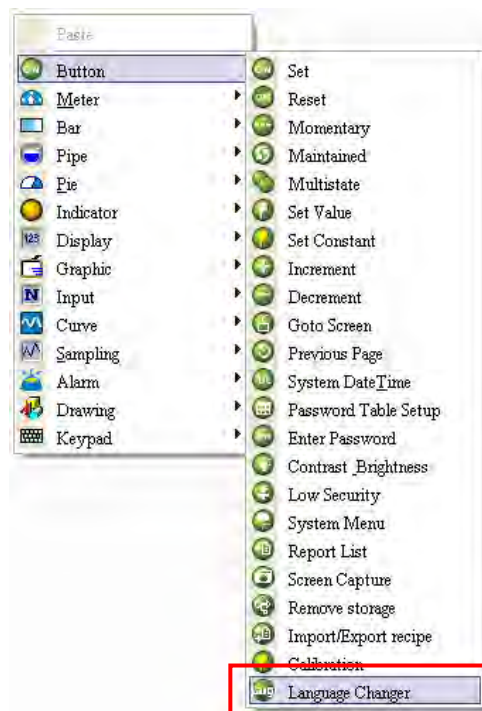 Paste
Button
Meter
Bar
Pipe
Pie
Indicator
Display
Graphic
Input
Curve
Sampling
Alarm
Drawing
Keypad
Set
Reset
Momentary
Maintained
Multistate
Set Value
Set Constant
Increment
Decrement
Goto Screen
Previous Page
System DateTime
Password Table Setup
Enter Password
Contrast_Brightness
Low Security
System Menu
Report List
Screen Capture
Remove storage
Import/Export recipe
Calibration
Language Changer